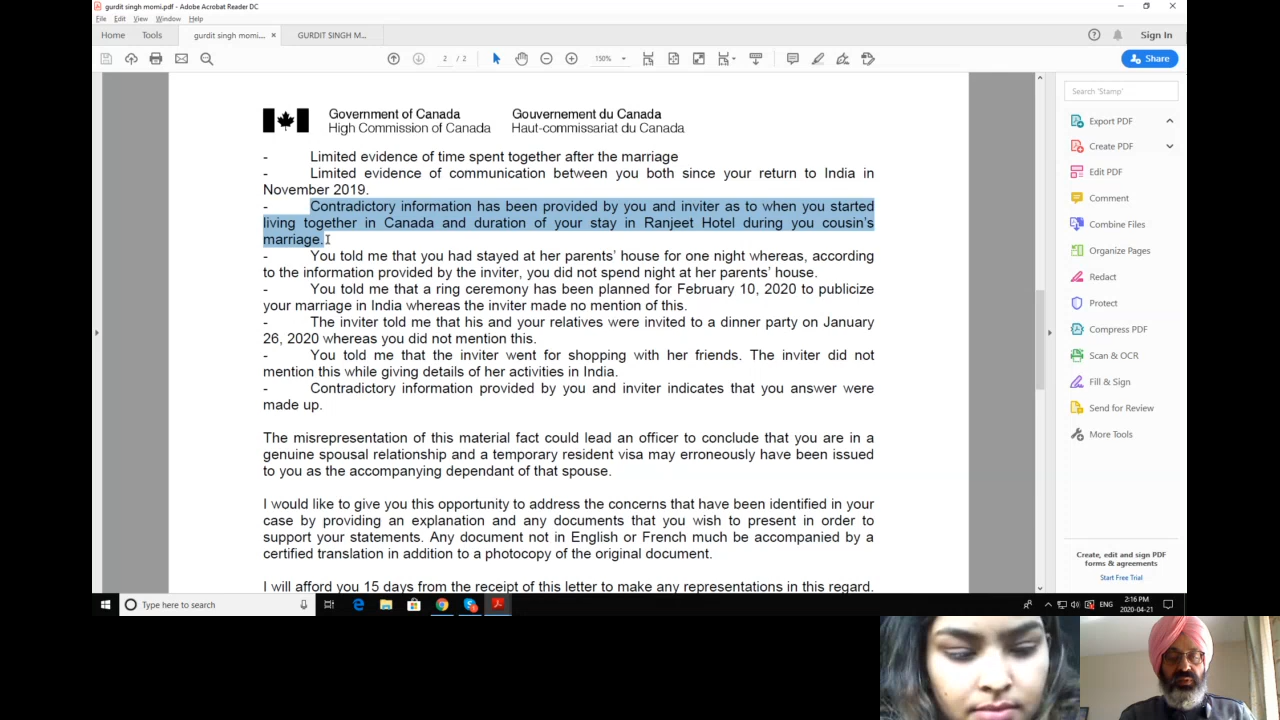 gurdit singh momi.pdf - Adobe Acrobat Reader DC
File Edit View Window Help
Home Tools gurdit singh momi.... × GURDIT SINGH M... Sign In
150% Share
Government of Canada Gouvernement du Canada
High Commission of Canada Haut-commissariat du Canada
- Limited evidence of time spent together after the marriage
- Limited evidence of communication between you both since your return to India in
November 2019.
- Contradictory information has been provided by you and inviter as to when you started
living together in Canada and duration of your stay in Ranjeet Hotel during you cousin's
marriage.
- You told me that you had stayed at her parents' house for one night whereas, according
to the information provided by the inviter, you did not spend night at her parents' house.
- You told me that a ring ceremony has been planned for February 10, 2020 to publicize
your marriage in India whereas the inviter made no mention of this.
- The inviter told me that his and your relatives were invited to a dinner party on January
26, 2020 whereas you did not mention this.
- You told me that the inviter went for shopping with her friends. The inviter did not
mention this while giving details of her activities in India.
- Contradictory information provided by you and inviter indicates that you answer were
made up.
The misrepresentation of this material fact could lead an officer to conclude that you are in a
genuine spousal relationship and a temporary resident visa may erroneously have been issued
to you as the accompanying dependant of that spouse.
I would like to give you this opportunity to address the concerns that have been identified in your
case by providing an explanation and any documents that you wish to present in order to
support your statements. Any document not in English or French much be accompanied by a
certified translation in addition to a photocopy of the original document.
I will afford you 15 days from the receipt of this letter to make any representations in this regard.
Search 'Stamp'
Export PDF
Create PDF
Edit PDF
Comment
Combine Files
Organize Pages
Redact
Protect
Compress PDF
Scan & OCR
Fill & Sign
Send for Review
More Tools
Create, edit and sign PDF
forms & agreements
Start Free Trial
Type here to search
ENG
2:16 PM
2020-04-21